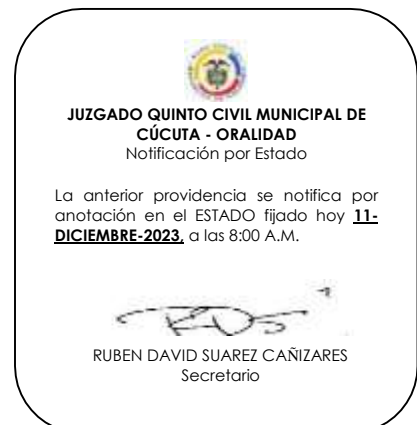 JUZGADO QUINTO CIVIL MUNICIPAL DE
CÚCUTA - ORALIDAD
Notificación por Estado
La anterior providencia se notifica por
anotación en el ESTADO fijado hoy 11-
DICIEMBRE-2023, a las 8:00 A.M.
RUBEN DAVID SUAREZ CAÑIZARES
Secretario